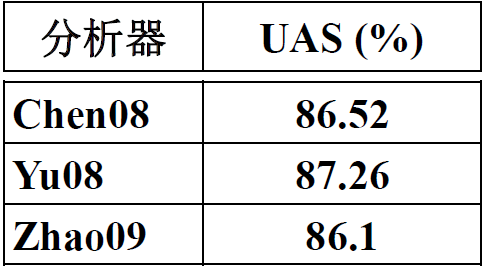 分析器 UAS (%)
Chen08 86.52
Yu08 87.26
Zhao09 86.1